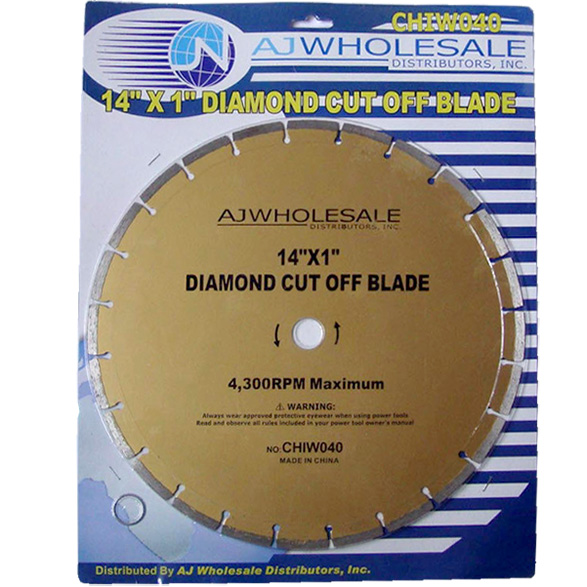 CHIW040
AJWHOLESALE
DISTRIBUTORS, INC.
14" X 1" DIAMOND CUT OFF BLADE
AJWHOLESALE
DISTRIBUTORS, INC.
14"X1"
DIAMOND CUT OFF BLADE
4,300RPM Maximum
⚠ WARNING:
Always wear approved protective eyewear when using power tools
Read and observe all rules included in your power tool owner's manual
NO: CHIW040
MADE IN CHINA
Distributed By AJ Wholesale Distributors, Inc.